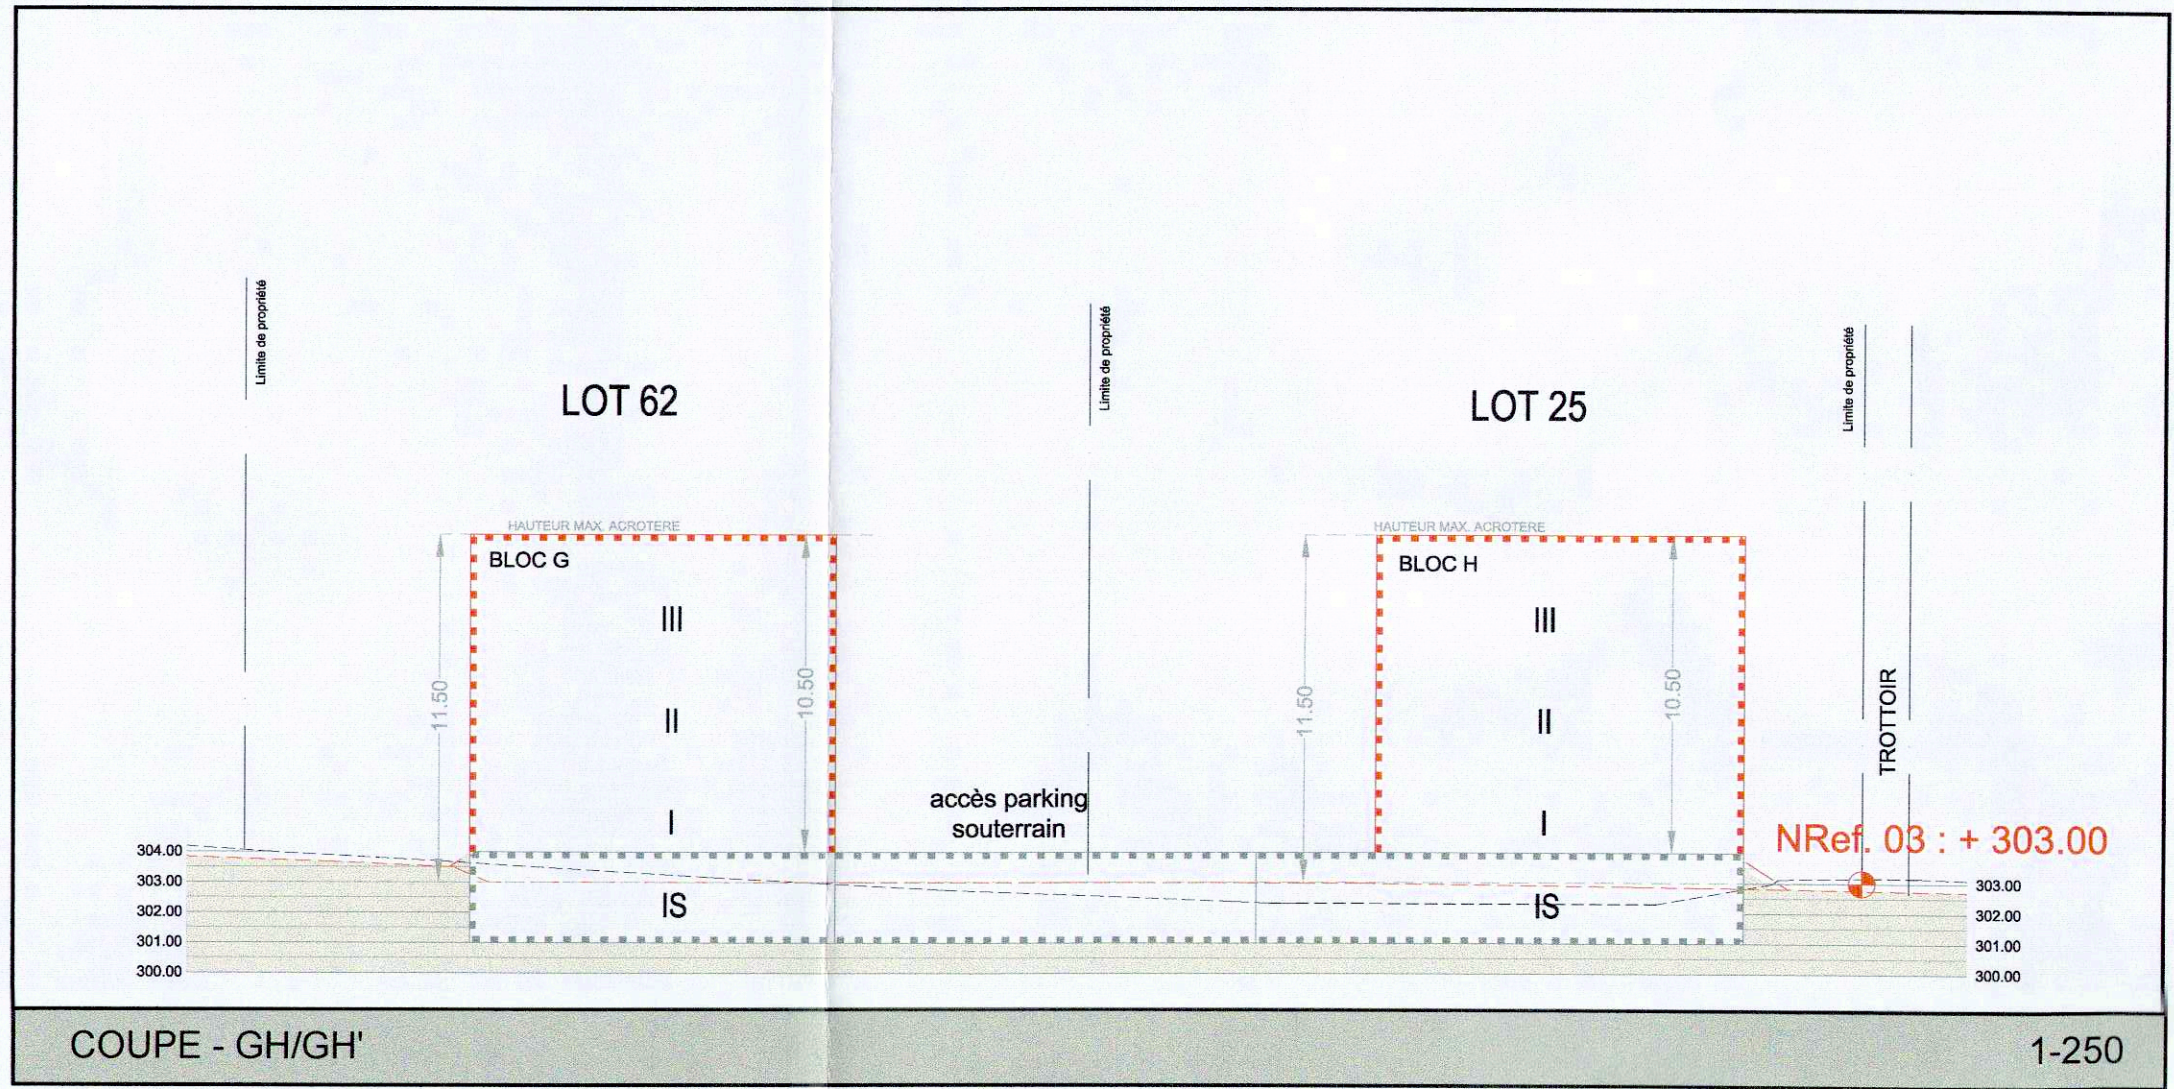 Limite de propriété
Limite de propriété
Limite de propriété
LOT 62
LOT 25
HAUTEUR MAX. ACROTERE
HAUTEUR MAX. ACROTERE
BLOC G
BLOC H
III
III
11.50
10.50
11.50
10.50
II
II
TROTTOIR
accès parking
souterrain
I
I
NRef. 03 : + 303.00
304.00
303.00
302.00
301.00
300.00
IS
IS
303.00
302.00
301.00
300.00
COUPE - GH/GH'
1-250